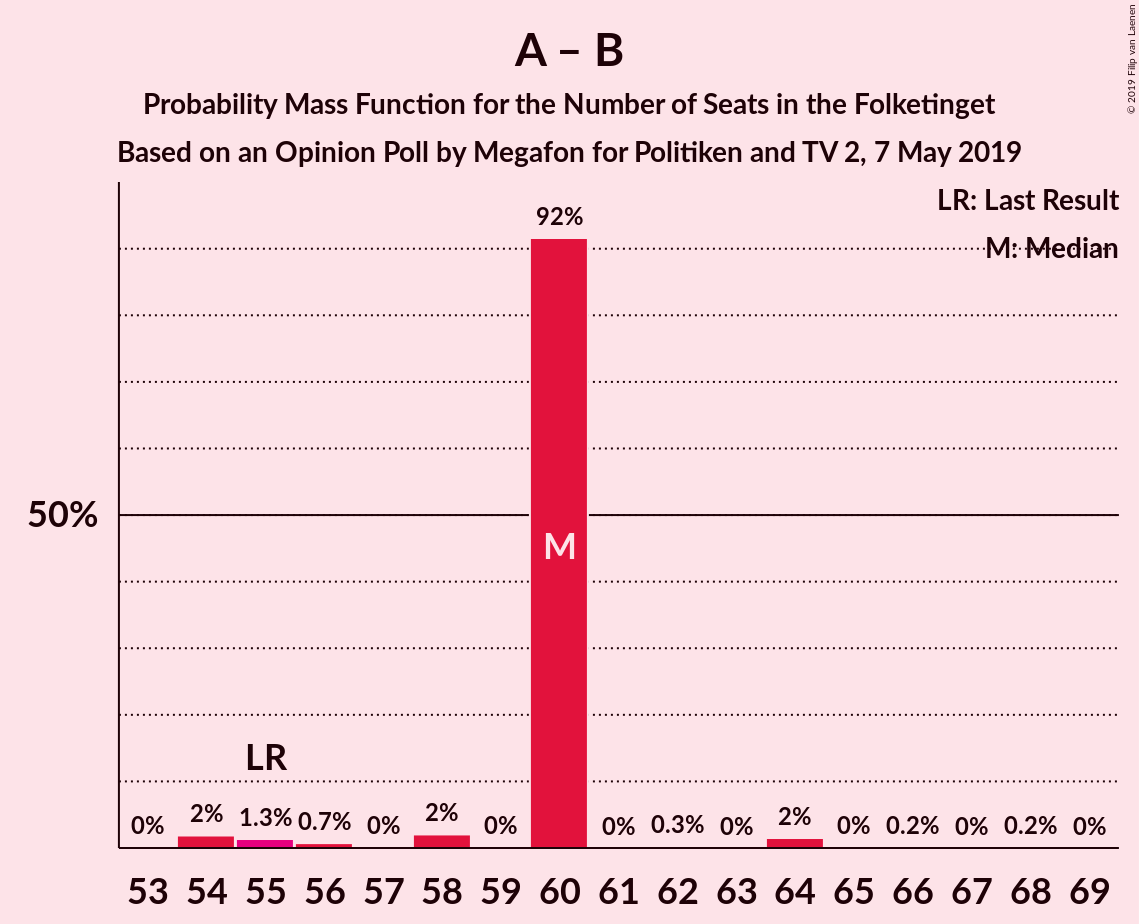 A – B
Probability Mass Function for the Number of Seats in the Folketinget
Based on an Opinion Poll by Megafon for Politiken and TV 2, 7 May 2019
© 2019 Filip van Laenen
LR: Last Result
M: Median
92%
50%
M
LR
0% 2% 1.3% 0.7% 0% 2% 0% 0% 0.3% 0% 2% 0% 0.2% 0% 0.2% 0%
53 54 55 56 57 58 59 60 61 62 63 64 65 66 67 68 69